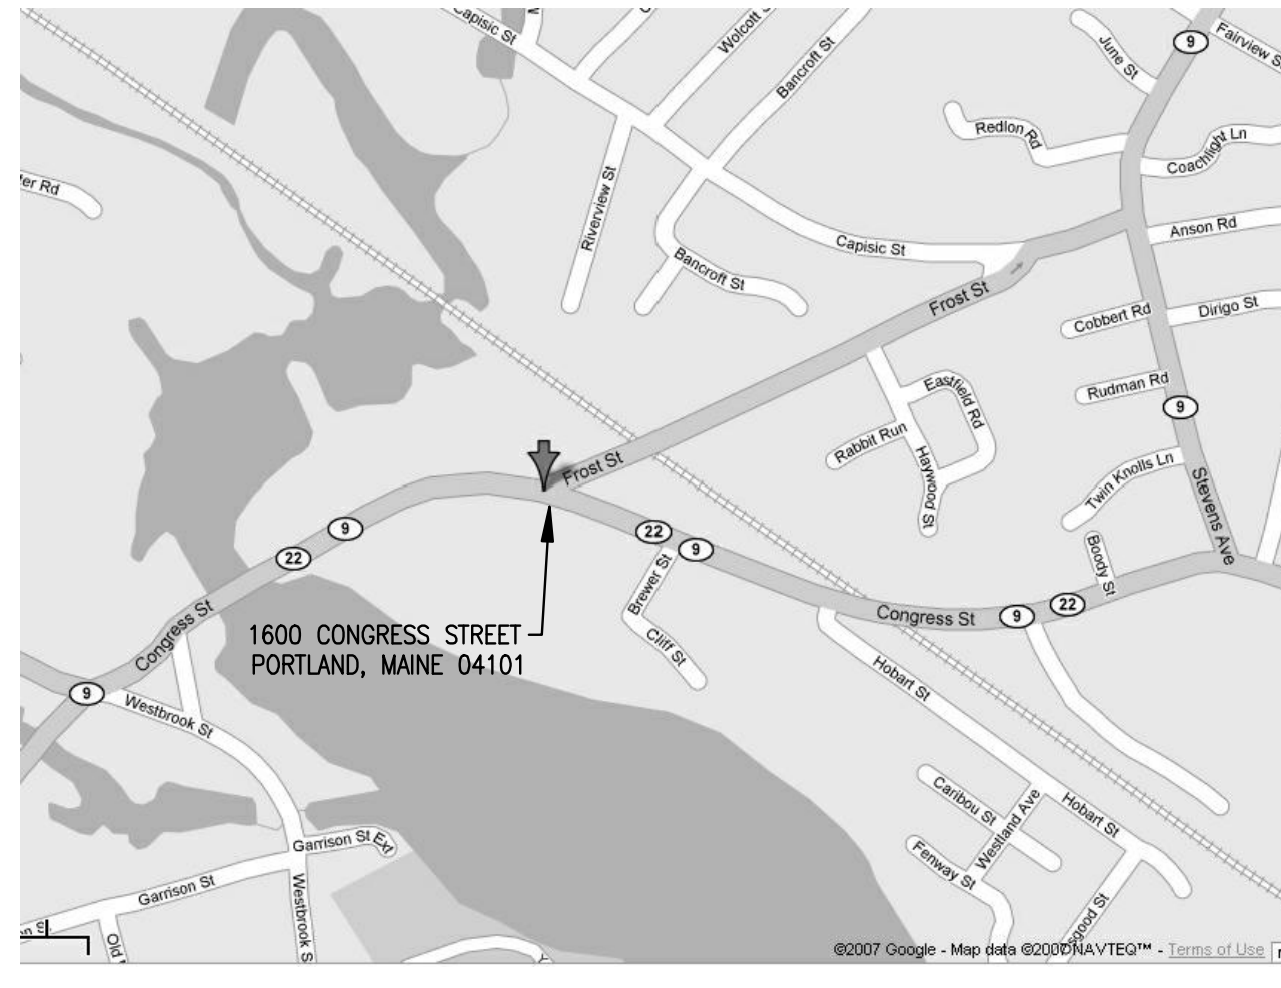 Capisic St
Wolcott S
Bancroft St
June St
9
Fairview S
Redlon Rd
Coachlight Ln
er Rd
Riverview St
Anson Rd
Capisic St
Bancroft St
Frost St
Cobbert Rd
Dirigo St
Eastfield Rd
Rudman Rd
9
Rabbit Run
Haywood St
Frost St
Twin Knolls Ln
Stevens Ave
9
22
22
9
Boody St
Brewer St
Congress St
9
22
Congress St
1600 CONGRESS STREET
PORTLAND, MAINE 04101
Cliff St
Hobart St
9
Westbrook St
Caribou St
Westland Ave
Hobart St
Garrison St Ext
Fenway St
Garrison St
Westbrook S
sgood St
Old
©2007 Google - Map data ©2007 NAVTEQ™ - Terms of Use